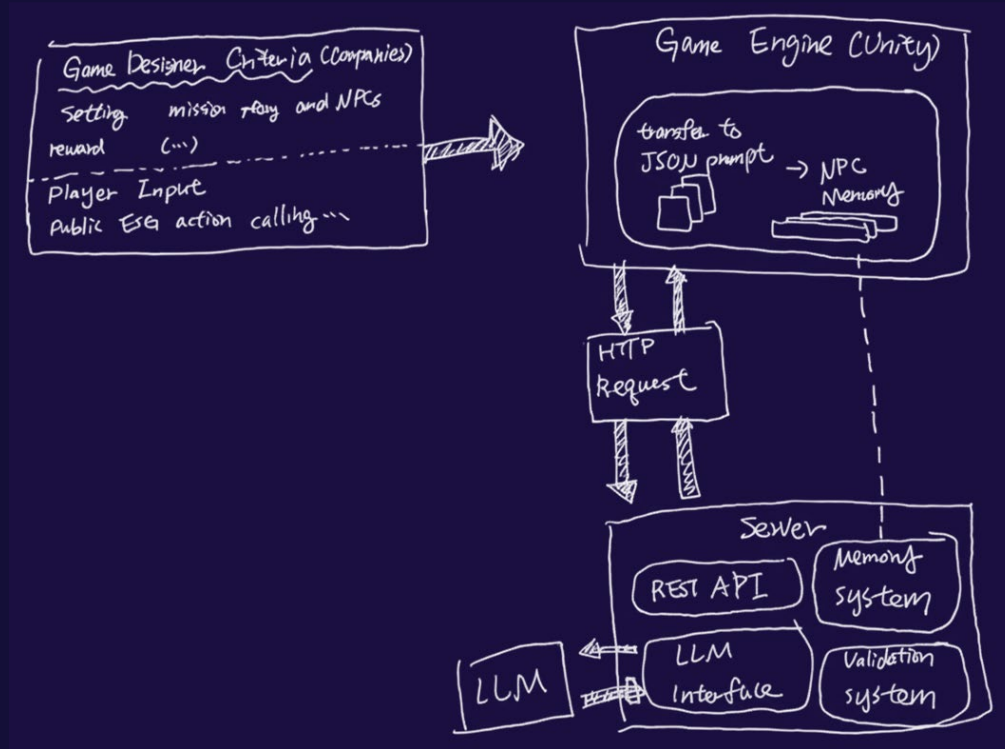 Game Designer Criteria (Companies)
Setting mission story and NPCs
reward (...)
Player Input
Public ESG action calling...
Game Engine (Unity)
transfer to
JSON prompt
→ NPC
Memory
HTTP
Request
Server
REST API
Memory
system
LLM
Interface
Validation
system
LLM